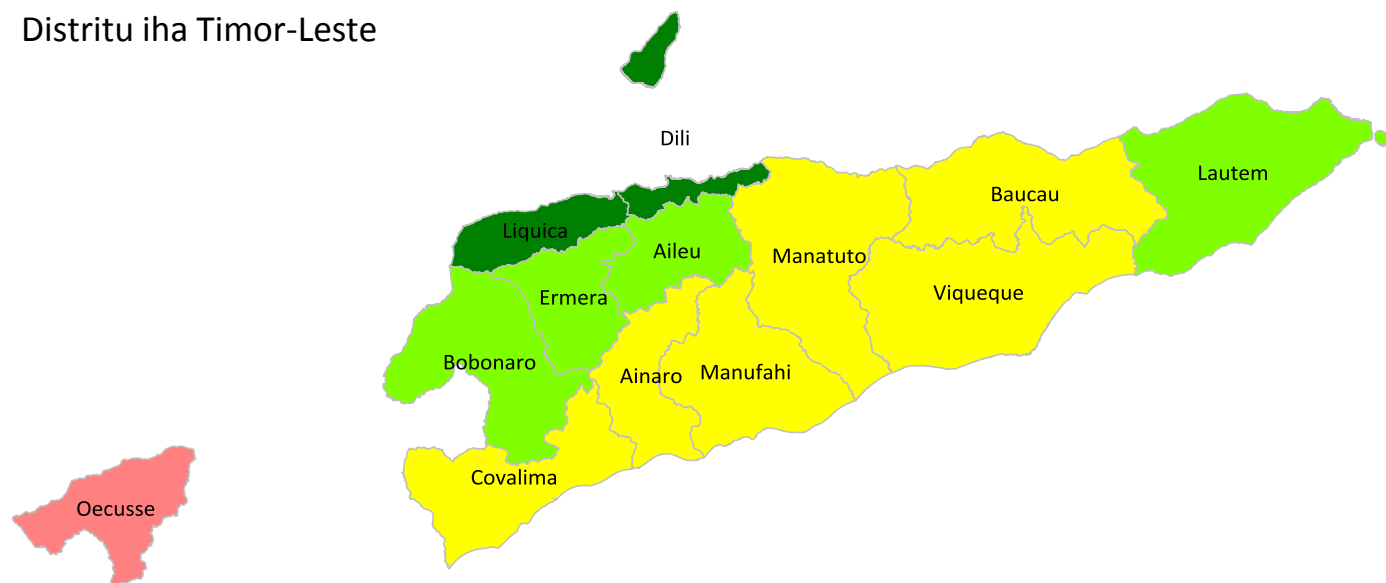 Distritu iha Timor-Leste
Dili
Lautem
Baucau
Liquica
Aileu
Manatuto
Ermera
Viqueque
Bobonaro
Ainaro
Manufahi
Covalima
Oecusse